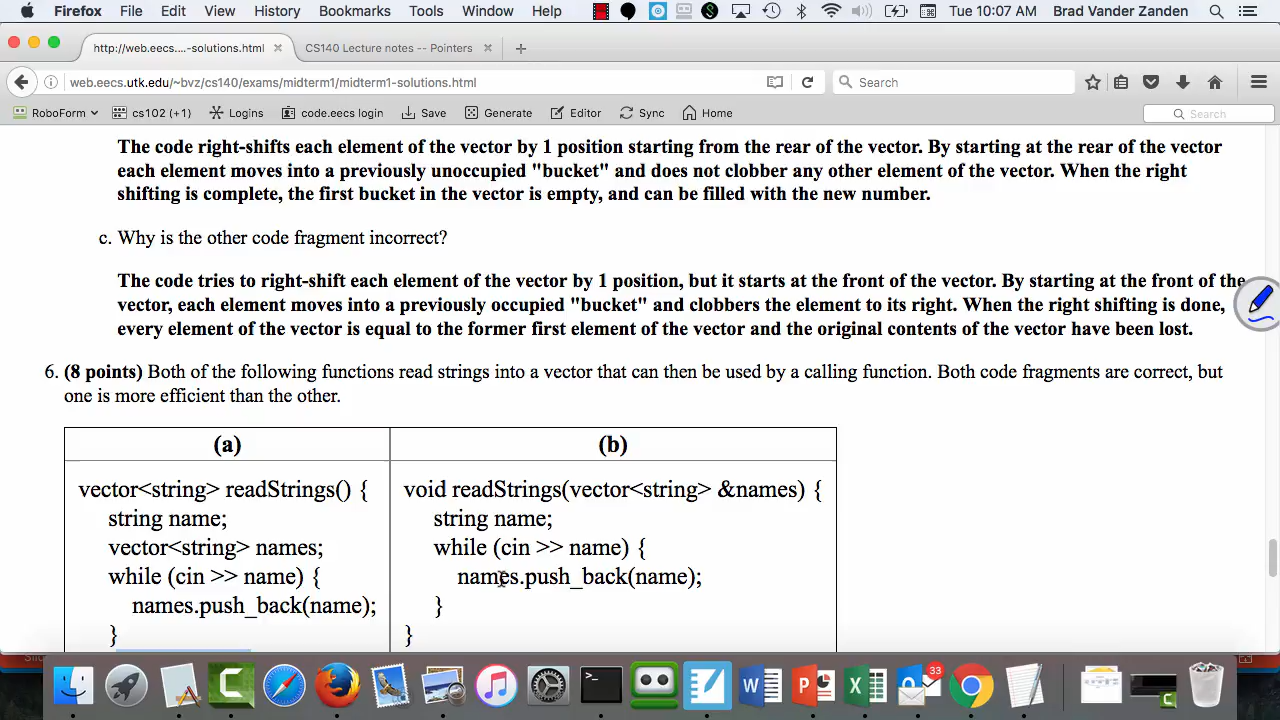 Firefox File Edit View History Bookmarks Tools Window Help Tue 10:07 AM Brad Vander Zanden
http://web.eecs....-solutions.html CS140 Lecture notes -- Pointers
web.eecs.utk.edu/~bvz/cs140/exams/midterm1/midterm1-solutions.html Search
RoboForm cs102 (+1) Logins code.eecs login Save Generate Editor Sync Home Search
The code right-shifts each element of the vector by 1 position starting from the rear of the vector. By starting at the rear of the vector
each element moves into a previously unoccupied "bucket" and does not clobber any other element of the vector. When the right
shifting is complete, the first bucket in the vector is empty, and can be filled with the new number.
c. Why is the other code fragment incorrect?
The code tries to right-shift each element of the vector by 1 position, but it starts at the front of the vector. By starting at the front of the
vector, each element moves into a previously occupied "bucket" and clobbers the element to its right. When the right shifting is done,
every element of the vector is equal to the former first element of the vector and the original contents of the vector have been lost.
6. (8 points) Both of the following functions read strings into a vector that can then be used by a calling function. Both code fragments are correct, but
one is more efficient than the other.
(a) (b)
vector<string> readStrings() { void readStrings(vector<string> &names) {
string name; string name;
vector<string> names; while (cin >> name) {
while (cin >> name) { names.push_back(name);
names.push_back(name); }
} }
33